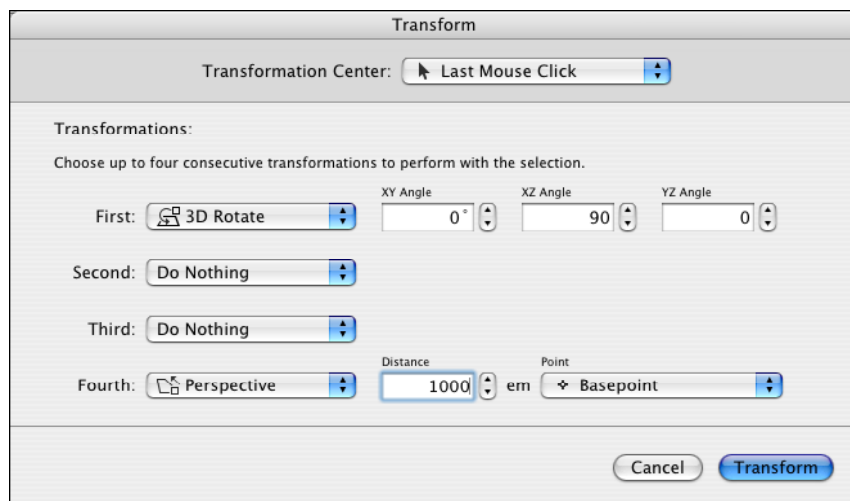 Transform
Transformation Center: Last Mouse Click
Transformations:
Choose up to four consecutive transformations to perform with the selection.
XY Angle XZ Angle YZ Angle
First: 3D Rotate 0° 90 0
Second: Do Nothing
Third: Do Nothing
Distance Point
Fourth: Perspective 1000 em Basepoint
Cancel Transform